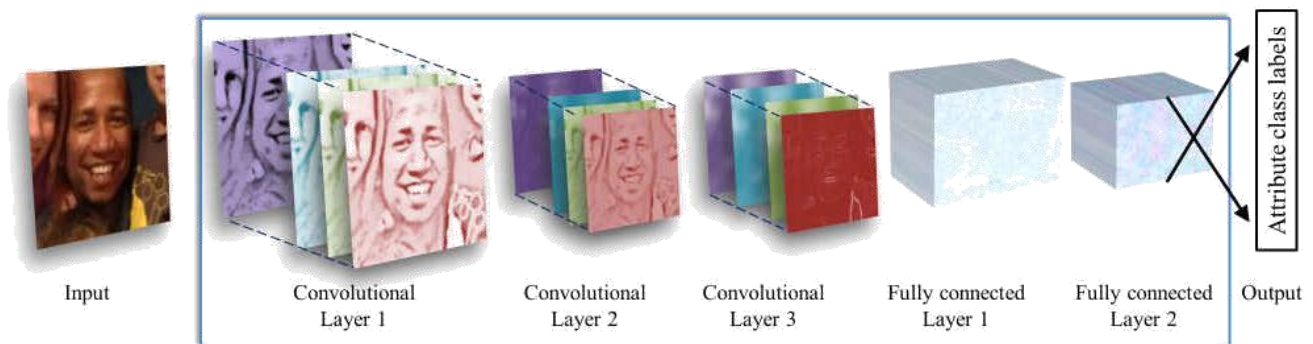 Attribute class labels
Input
Convolutional
Layer 1
Convolutional
Layer 2
Convolutional
Layer 3
Fully connected
Layer 1
Fully connected
Layer 2
Output